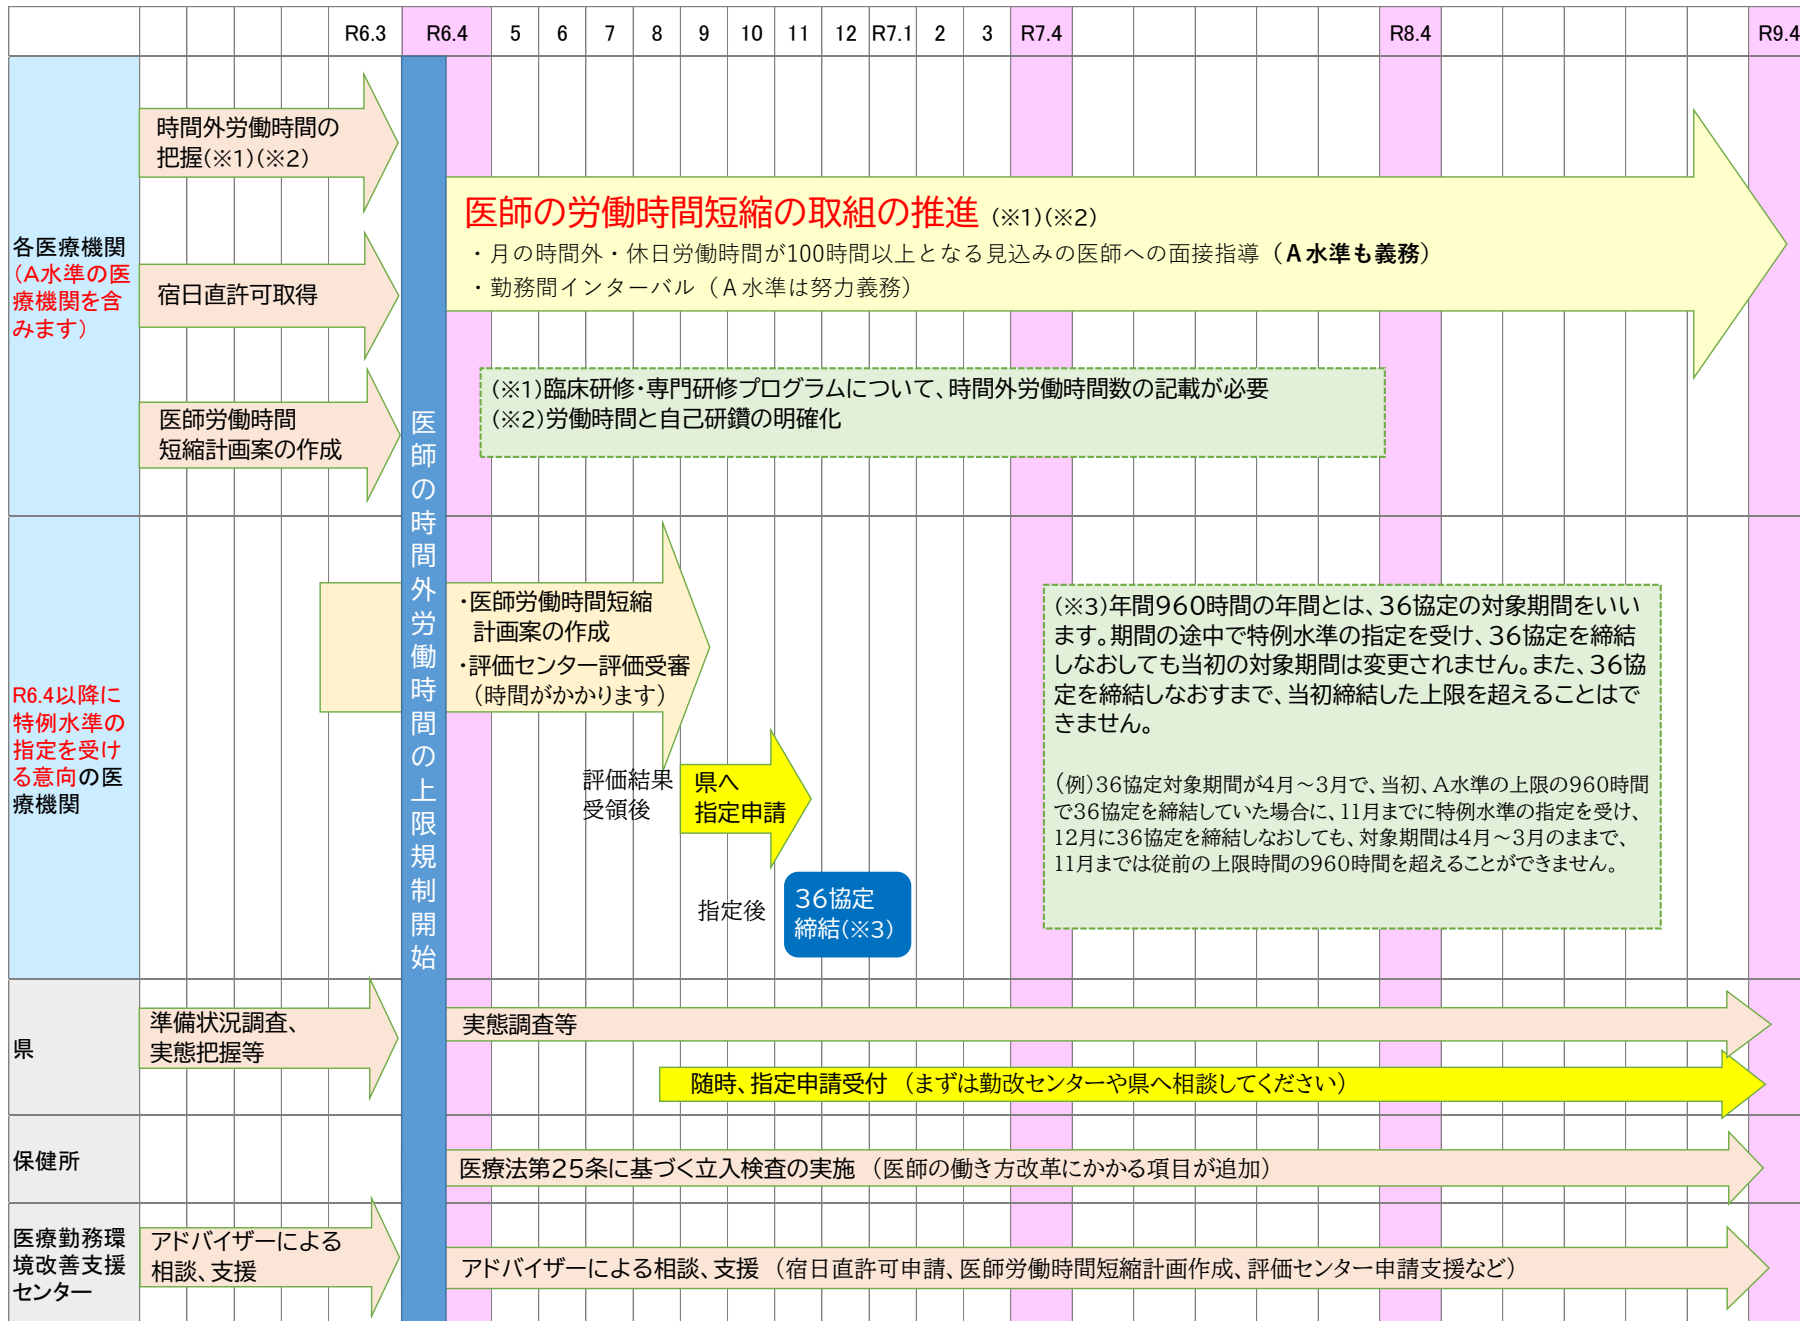 R6.3 R6.4 5 6 7 8 9 10 11 12 R7.1 2 3 R7.4 R8.4 R9.4
各医療機関
(A水準の医
療機関を含
みます)
時間外労働時間の
把握(※1)(※2)
宿日直許可取得
医師労働時間
短縮計画案の作成
医師の時間外労働時間の上限規制開始
医師の労働時間短縮の取組の推進 (※1)(※2)
・月の時間外・休日労働時間が100時間以上となる見込みの医師への面接指導（A水準も義務）
・勤務間インターバル（A水準は努力義務）
(※1)臨床研修・専門研修プログラムについて、時間外労働時間数の記載が必要
(※2)労働時間と自己研鑽の明確化
R6.4以降に
特例水準の
指定を受け
る意向の医
療機関
・医師労働時間短縮
計画案の作成
・評価センター評価受審
（時間がかかります）
評価結果
受領後
県へ
指定申請
指定後
36協定
締結(※3)
(※3)年間960時間の年間とは、36協定の対象期間をいい
ます。期間の途中で特例水準の指定を受け、36協定を締結
しなおしても当初の対象期間は変更されません。また、36協
定を締結しなおすまで、当初締結した上限を超えることはで
きません。
(例)36協定対象期間が4月～3月で、当初、A水準の上限の960時間
で36協定を締結していた場合に、11月までに特例水準の指定を受け、
12月に36協定を締結しなおしても、対象期間は4月～3月のままで、
11月までは従前の上限時間の960時間を超えることができません。
県
準備状況調査、
実態把握等
実態調査等
随時、指定申請受付 （まずは勤改センターや県へ相談してください）
保健所
医療法第25条に基づく立入検査の実施 （医師の働き方改革にかかる項目が追加）
医療勤務環
境改善支援
センター
アドバイザーによる
相談、支援
アドバイザーによる相談、支援 （宿日直許可申請、医師労働時間短縮計画作成、評価センター申請支援など）